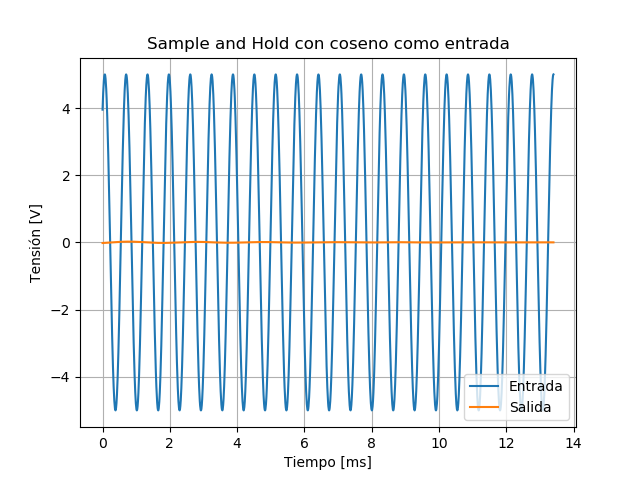 Sample and Hold con coseno como entrada
Tensión [V]
4
2
0
−2
−4
0 2 4 6 8 10 12 14
Tiempo [ms]
Entrada
Salida